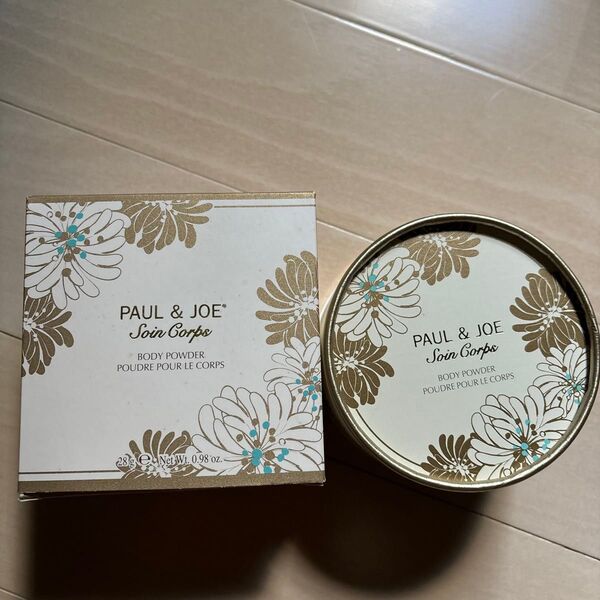 PAUL & JOE®
Soin Corps
BODY POWDER
POUDRE POUR LE CORPS
28 g ℮ Net Wt. 0.98 oz.
PAUL & JOE
Soin Corps
BODY POWDER
POUDRE POUR LE CORPS